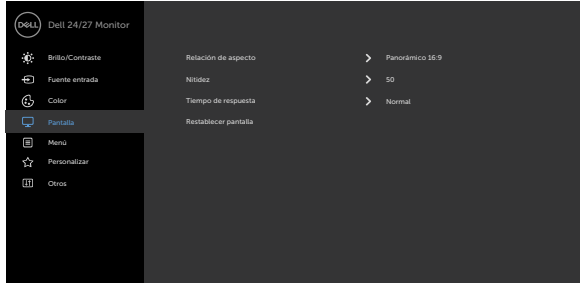 DELL Dell 24/27 Monitor
Brillo/Contraste
Relación de aspecto Panorámico 16:9
Fuente entrada
Nitidez 50
Color
Tiempo de respuesta Normal
Pantalla
Restablecer pantalla
Menú
Personalizar
Otros